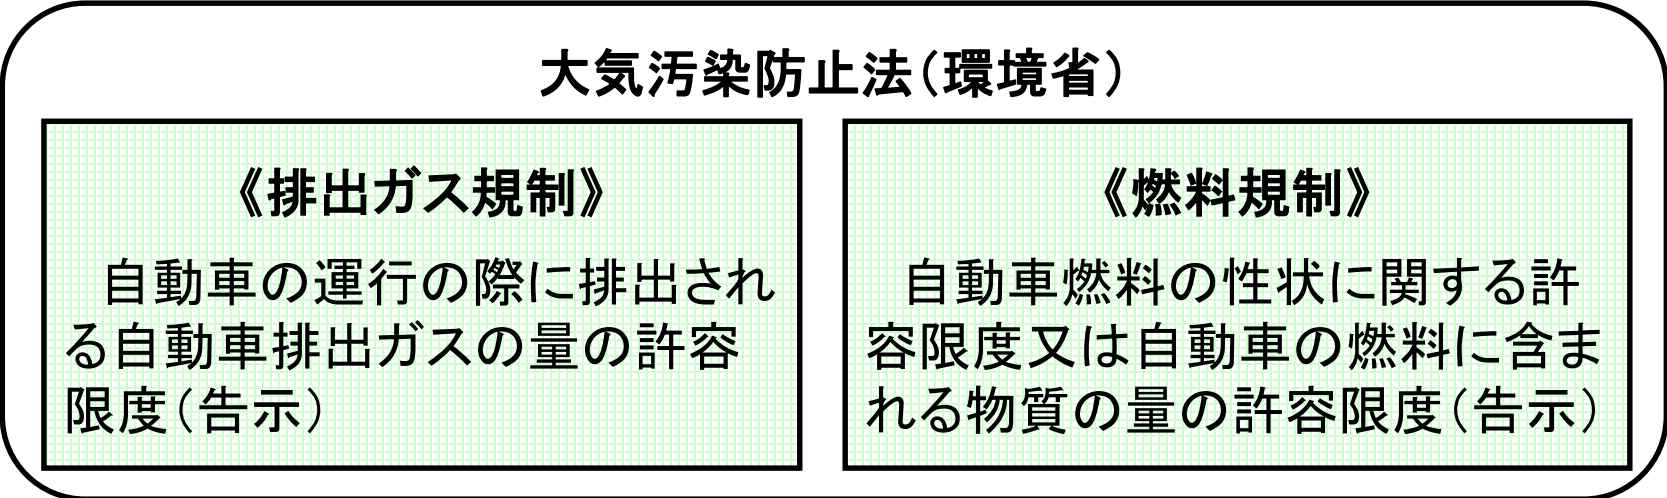 大気汚染防止法（環境省）
《排出ガス規制》
自動車の運行の際に排出され
る自動車排出ガスの量の許容
限度（告示）
《燃料規制》
自動車燃料の性状に関する許
容限度又は自動車の燃料に含ま
れる物質の量の許容限度（告示）